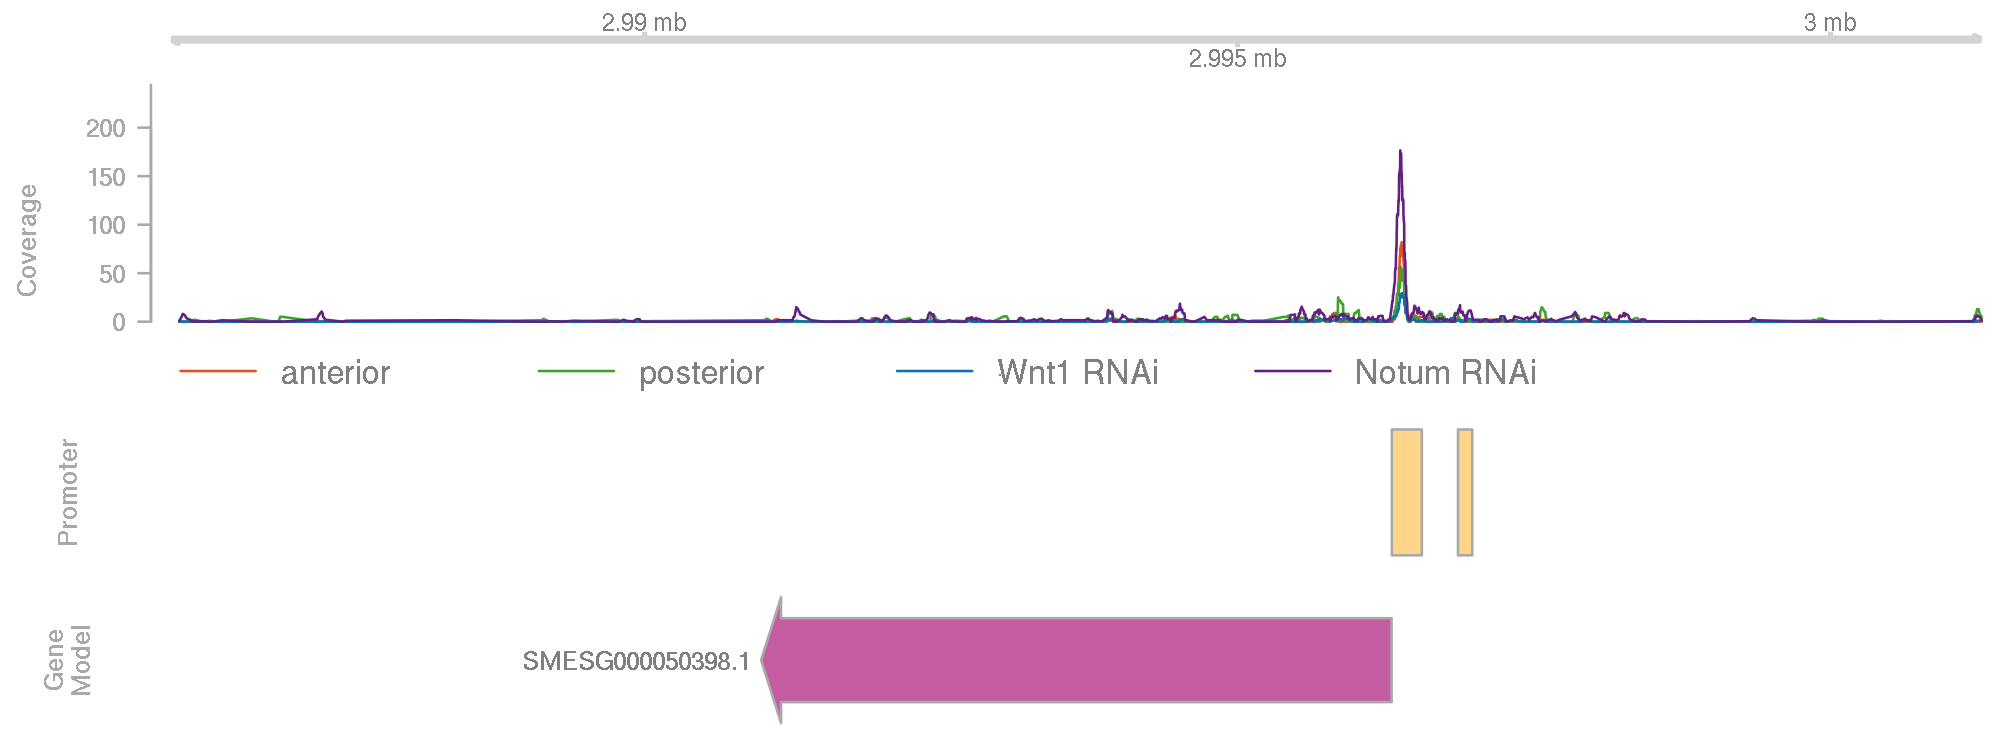 2.99 mb
3 mb
2.995 mb
Coverage
200
150
100
50
0
anterior
posterior
Wnt1 RNAi
Notum RNAi
Promoter
Gene
Model
SMESG000050398.1